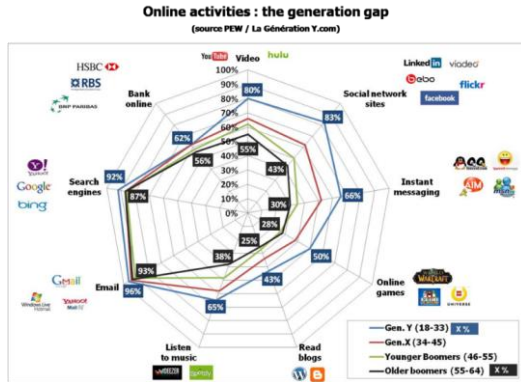 Online activities : the generation gap
(source PEW / La Génération Y.com)
YouTube
Video
hulu
100%
90%
80%
70%
60%
50%
40%
30%
20%
10%
0%
HSBC
RBS
BNP PARIBAS
Bank
online
LinkedIn
viadeo
bebo
flickr
facebook
Social network
sites
80%
83%
62%
56%
55%
43%
Yahoo!
Google
bing
Search
engines
92%
87%
30%
66%
Instant
messaging
QQ
AIM
msn
28%
50%
25%
Gmail
Windows Live
Hotmail
YAHOO!
Email
93%
96%
38%
65%
43%
Online
games
WARCRAFT
UNIVERSE
Listen
to music
Read
blogs
DEEZER
Spotify
Gen. Y (18-33) X %
Gen.X (34-45)
Younger Boomers (46-55)
Older boomers (55-64) X %